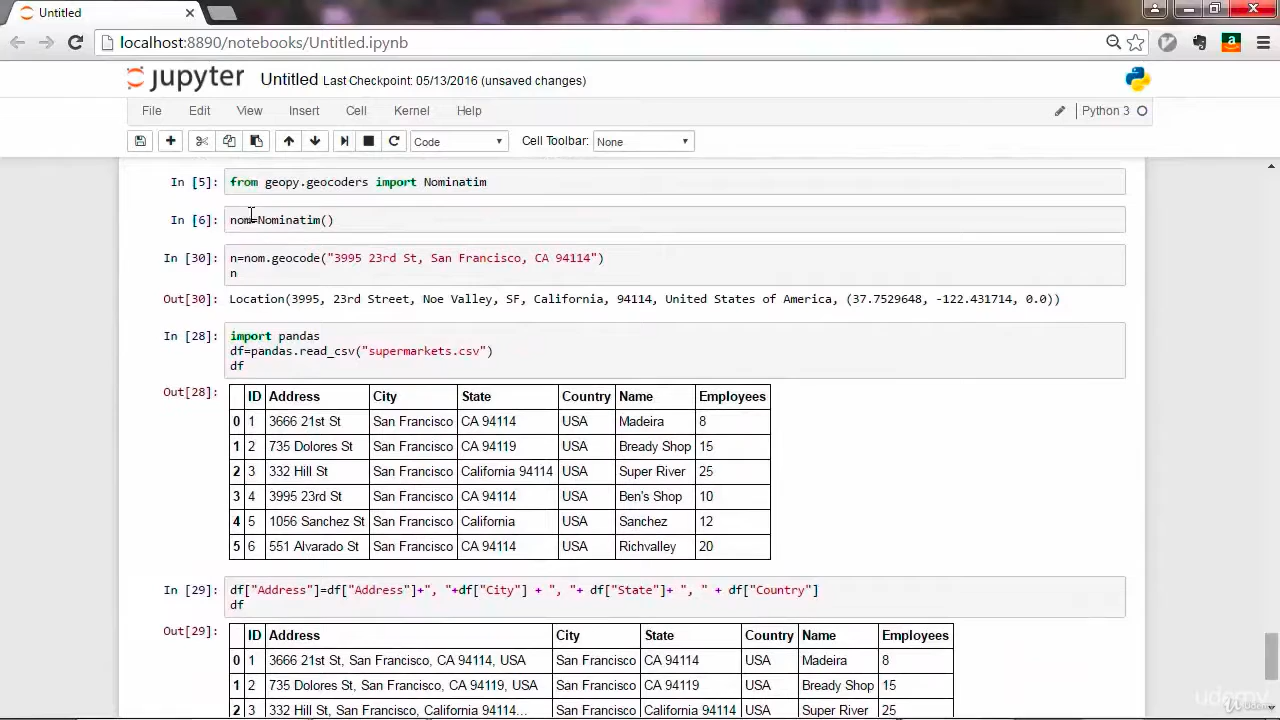 Untitled
localhost:8890/notebooks/Untitled.ipynb
jupyter Untitled Last Checkpoint: 05/13/2016 (unsaved changes)
File Edit View Insert Cell Kernel Help Python 3
Code Cell Toolbar: None
In [5]: from geopy.geocoders import Nominatim
In [6]: nom=Nominatim()
In [30]: n=nom.geocode("3995 23rd St, San Francisco, CA 94114")
n
Out[30]: Location(3995, 23rd Street, Noe Valley, SF, California, 94114, United States of America, (37.7529648, -122.431714, 0.0))
In [28]: import pandas
df=pandas.read_csv("supermarkets.csv")
df
Out[28]: ID Address City State Country Name Employees
0 1 3666 21st St San Francisco CA 94114 USA Madeira 8
1 2 735 Dolores St San Francisco CA 94119 USA Bready Shop 15
2 3 332 Hill St San Francisco California 94114 USA Super River 25
3 4 3995 23rd St San Francisco CA 94114 USA Ben's Shop 10
4 5 1056 Sanchez St San Francisco California USA Sanchez 12
5 6 551 Alvarado St San Francisco CA 94114 USA Richvalley 20
In [29]: df["Address"]=df["Address"]+", "+df["City"] + ", "+ df["State"]+ ", " + df["Country"]
df
Out[29]: ID Address City State Country Name Employees
0 1 3666 21st St, San Francisco, CA 94114, USA San Francisco CA 94114 USA Madeira 8
1 2 735 Dolores St, San Francisco, CA 94119, USA San Francisco CA 94119 USA Bready Shop 15
2 3 332 Hill St, San Francisco, California 94114... San Francisco California 94114 USA Super River 25
udemy
Udemy